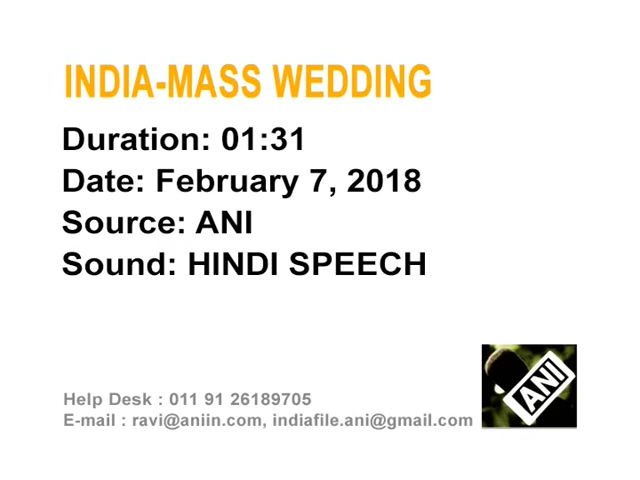 INDIA-MASS WEDDING
Duration: 01:31
Date: February 7, 2018
Source: ANI
Sound: HINDI SPEECH
Help Desk : 011 91 26189705
E-mail : ravi@aniin.com, indiafile.ani@gmail.com
ANI